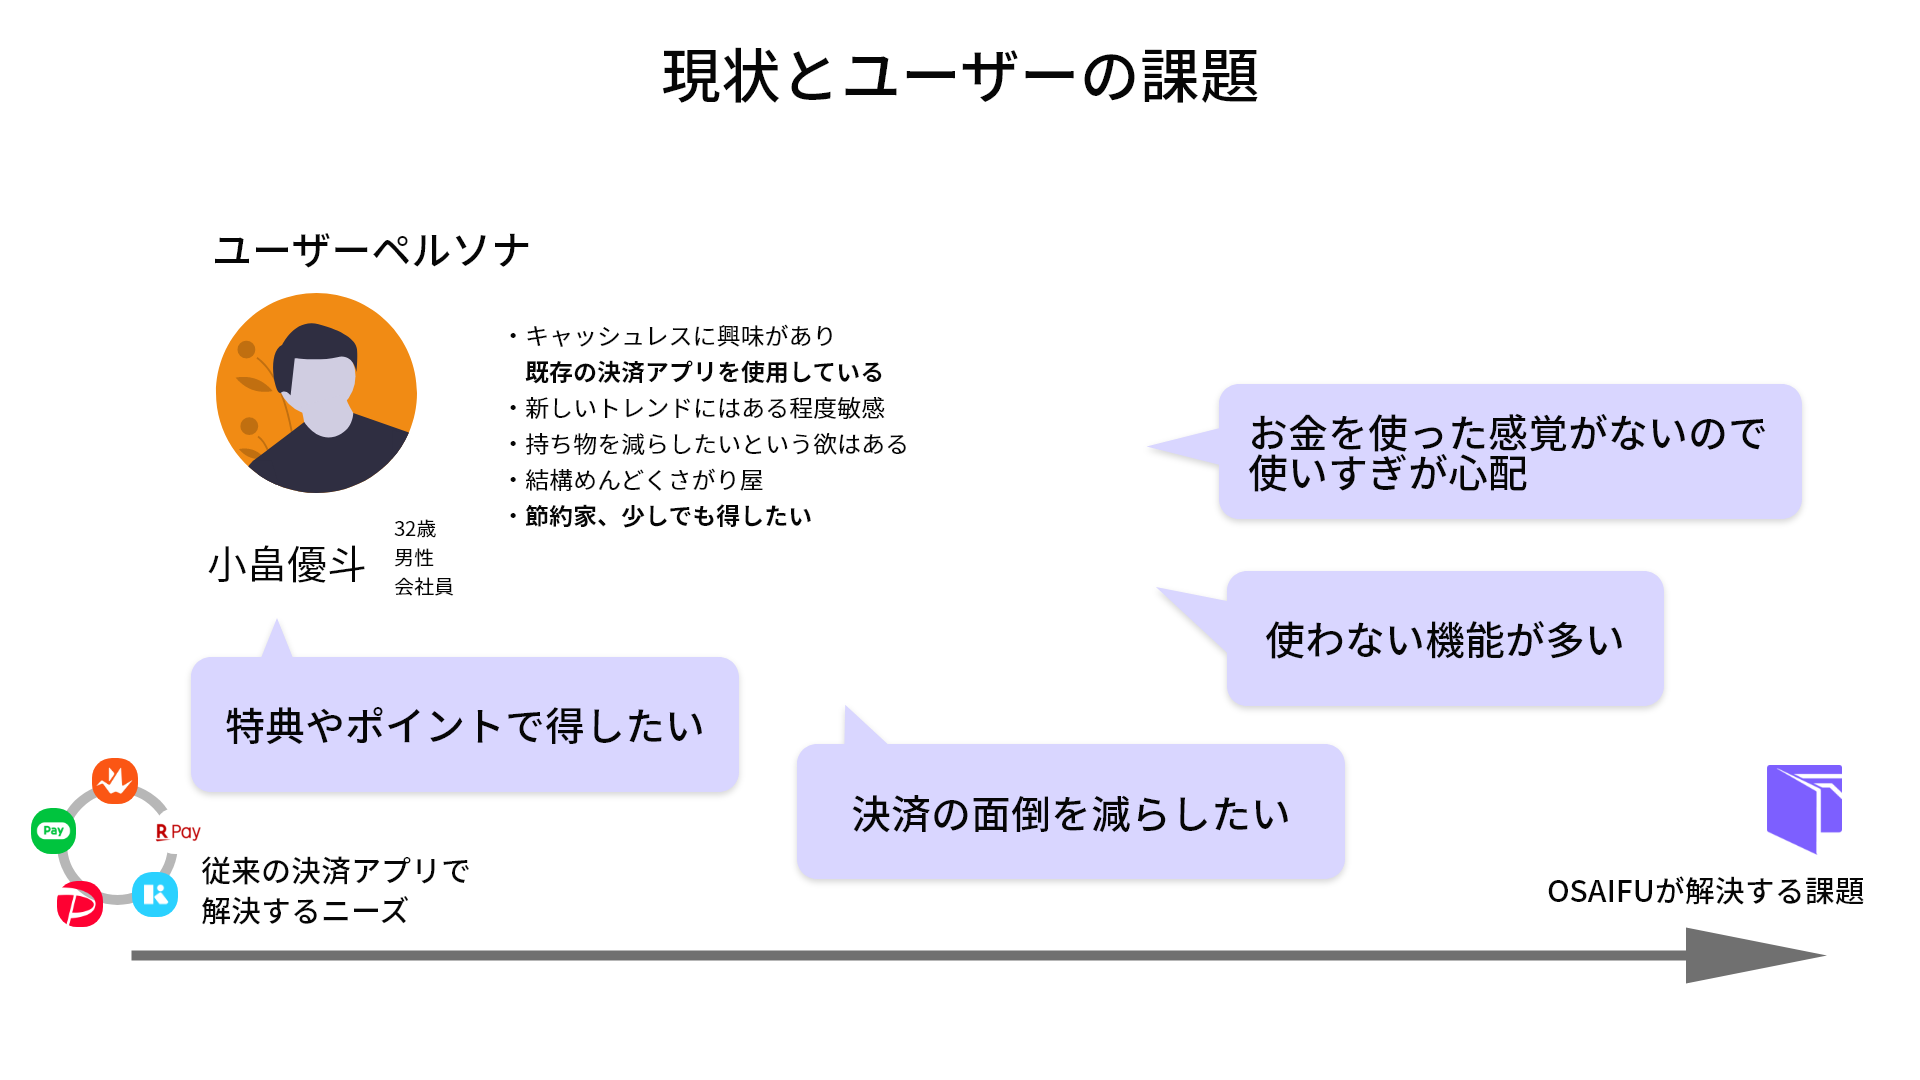 現状とユーザーの課題
ユーザーペルソナ
・キャッシュレスに興味があり
既存の決済アプリを使用している
・新しいトレンドにはある程度敏感
・持ち物を減らしたいという欲はある
・結構めんどくさがり屋
・節約家、少しでも得したい
小畠優斗
32歳
男性
会社員
お金を使った感覚がないので
使いすぎが心配
使わない機能が多い
特典やポイントで得したい
決済の面倒を減らしたい
Pay
R Pay
従来の決済アプリで
解決するニーズ
OSAIFUが解決する課題